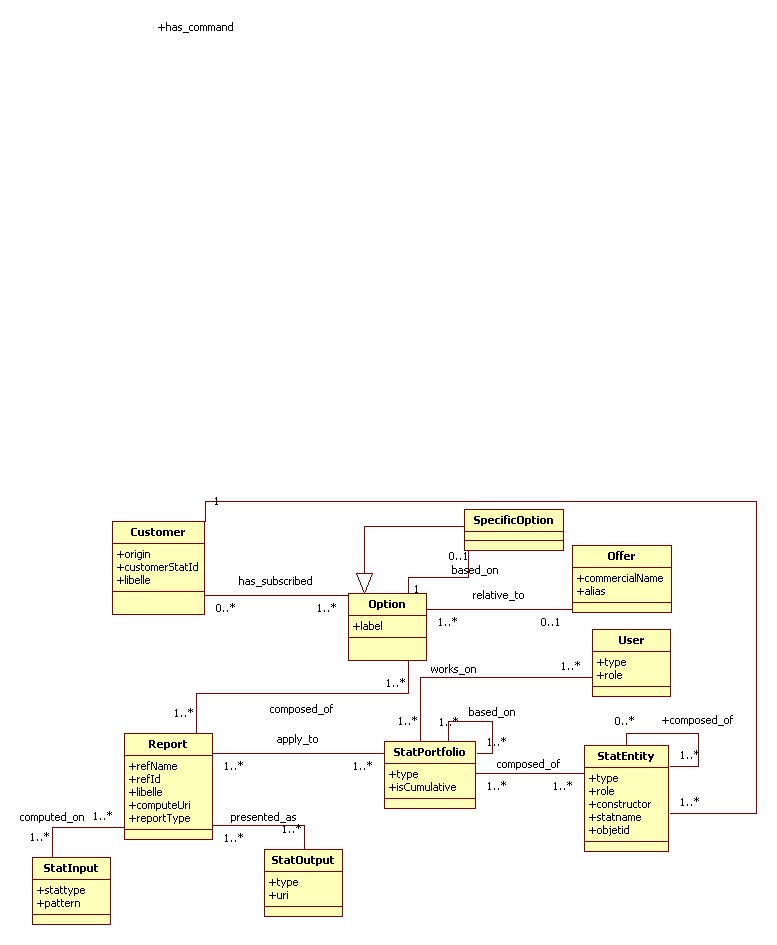 +has_command
1
SpecificOption
Customer
+origin
+customerStatId
+libelle
0..1
based_on
1
Offer
+commercialName
+alias
has_subscribed
0..*
1..*
Option
+label
relative_to
1..*
0..1
User
+type
+role
works_on
1..*
1..*
1..*
composed_of
1..*
1..*
based_on
1..*
0..*
+composed_of
1..*
Report
+refName
+refId
+libelle
+computeUri
+reportType
apply_to
1..*
1..*
StatPortfolio
+type
+isCumulative
composed_of
1..*
1..*
StatEntity
+type
+role
+constructor
+statname
+objetid
1..*
computed_on
1..*
1..*
presented_as
1..*
1..*
StatInput
+stattype
+pattern
StatOutput
+type
+uri